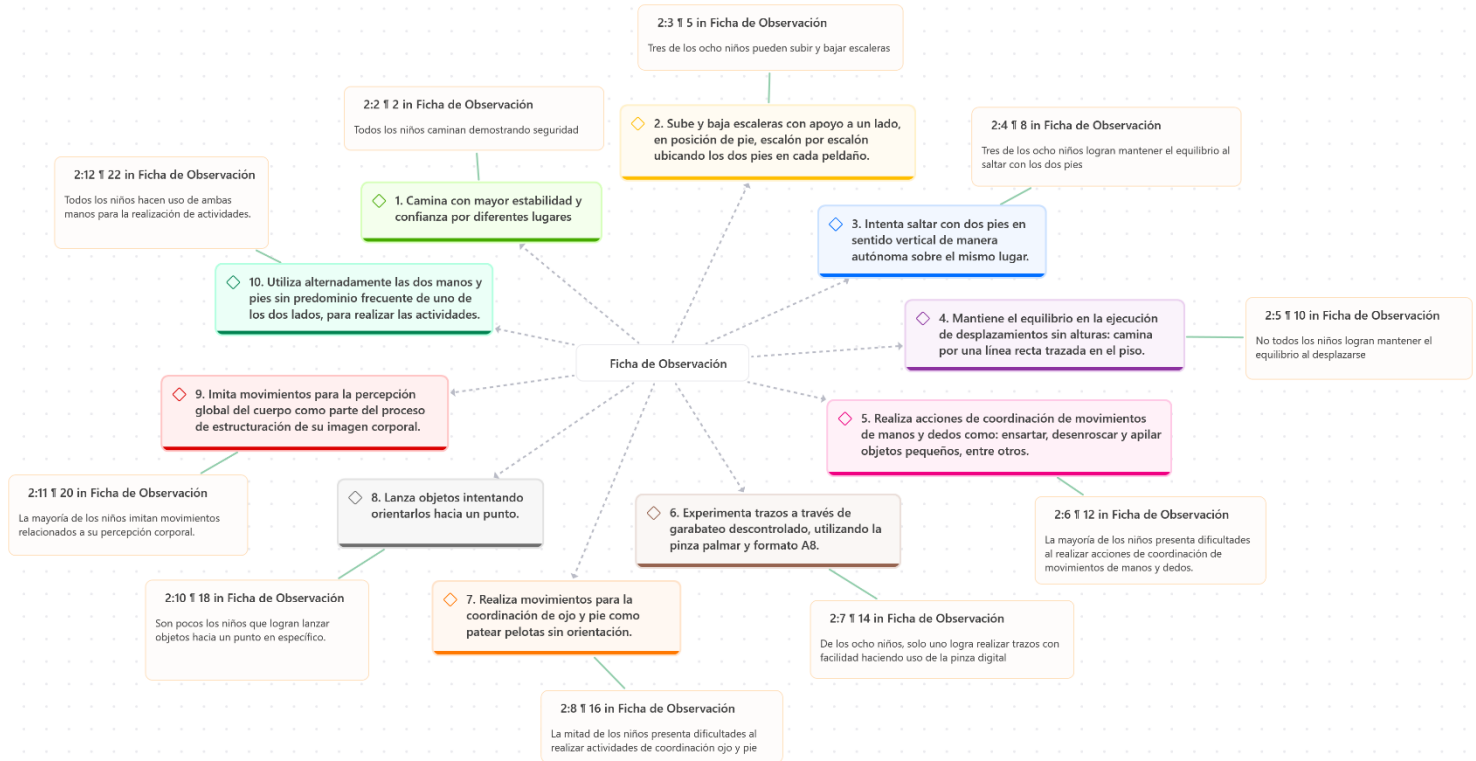 2:3 ¶ 5 in Ficha de Observación
Tres de los ocho niños pueden subir y bajar escaleras
2:2 ¶ 2 in Ficha de Observación
Todos los niños caminan demostrando seguridad
2. Sube y baja escaleras con apoyo a un lado,
en posición de pie, escalón por escalón
ubicando los dos pies en cada peldaño.
2:4 ¶ 8 in Ficha de Observación
Tres de los ocho niños logran mantener el equilibrio al
saltar con los dos pies
2:12 ¶ 22 in Ficha de Observación
Todos los niños hacen uso de ambas
manos para la realización de actividades.
1. Camina con mayor estabilidad y
confianza por diferentes lugares
3. Intenta saltar con dos pies en
sentido vertical de manera
autónoma sobre el mismo lugar.
10. Utiliza alternadamente las dos manos y
pies sin predominio frecuente de uno de
los dos lados, para realizar las actividades.
4. Mantiene el equilibrio en la ejecución
de desplazamientos sin alturas: camina
por una línea recta trazada en el piso.
2:5 ¶ 10 in Ficha de Observación
No todos los niños logran mantener el
equilibrio al desplazarse
Ficha de Observación
9. Imita movimientos para la percepción
global del cuerpo como parte del proceso
de estructuración de su imagen corporal.
5. Realiza acciones de coordinación de movimientos
de manos y dedos como: ensartar, desenroscar y apilar
objetos pequeños, entre otros.
2:11 ¶ 20 in Ficha de Observación
La mayoría de los niños imitan movimientos
relacionados a su percepción corporal.
8. Lanza objetos intentando
orientarlos hacia un punto.
6. Experimenta trazos a través de
garabateo descontrolado, utilizando la
pinza palmar y formato A8.
2:6 ¶ 12 in Ficha de Observación
La mayoría de los niños presenta dificultades
al realizar acciones de coordinación de
movimientos de manos y dedos.
2:10 ¶ 18 in Ficha de Observación
Son pocos los niños que logran lanzar
objetos hacia un punto en específico.
7. Realiza movimientos para la
coordinación de ojo y pie como
patear pelotas sin orientación.
2:7 ¶ 14 in Ficha de Observación
De los ocho niños, solo uno logra realizar trazos con
facilidad haciendo uso de la pinza digital
2:8 ¶ 16 in Ficha de Observación
La mitad de los niños presenta dificultades al
realizar actividades de coordinación ojo y pie